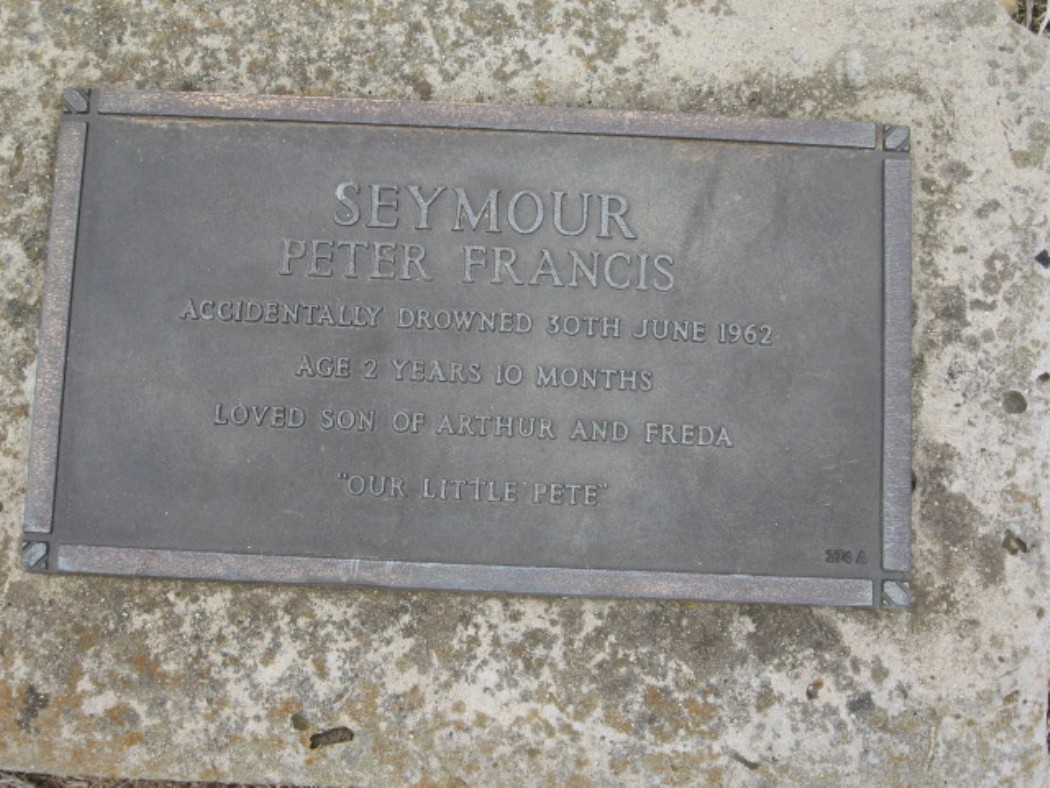 SEYMOUR
PETER FRANCIS
ACCIDENTALLY DROWNED 30TH JUNE 1962
AGE 2 YEARS 10 MONTHS
LOVED SON OF ARTHUR AND FREDA
"OUR LITTLE PETE"
274 A